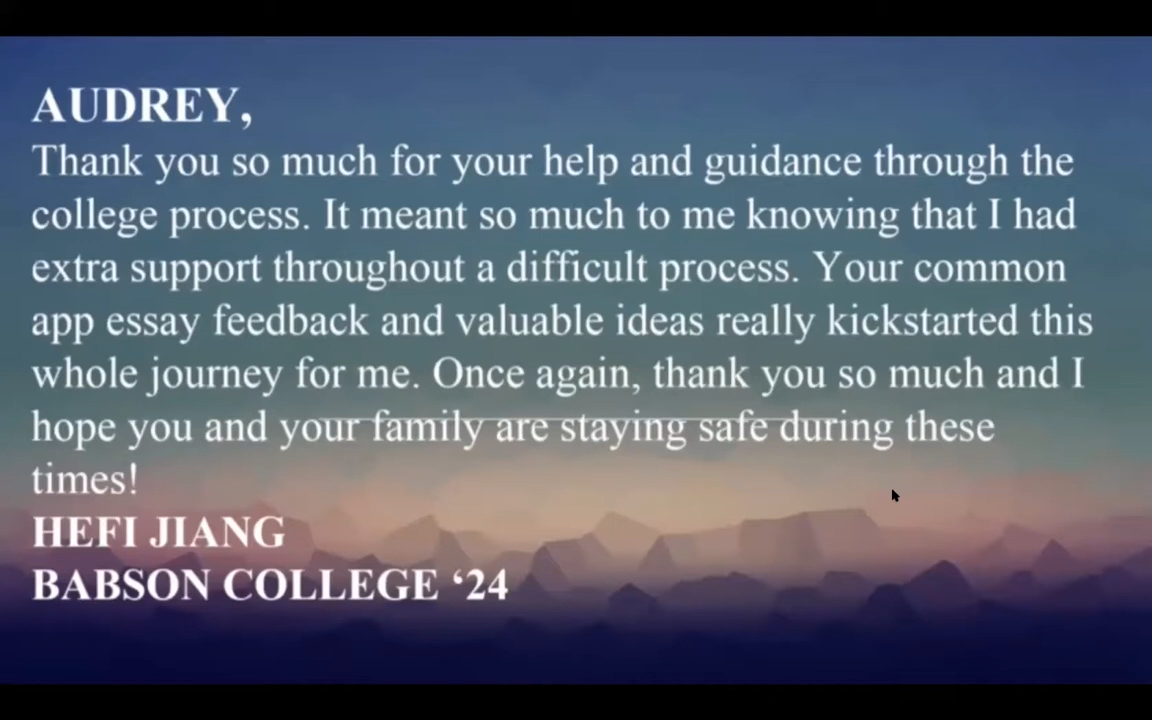 AUDREY,
Thank you so much for your help and guidance through the
college process. It meant so much to me knowing that I had
extra support throughout a difficult process. Your common
app essay feedback and valuable ideas really kickstarted this
whole journey for me. Once again, thank you so much and I
hope you and your family are staying safe during these
times!
HEFI JIANG
BABSON COLLEGE ‘24